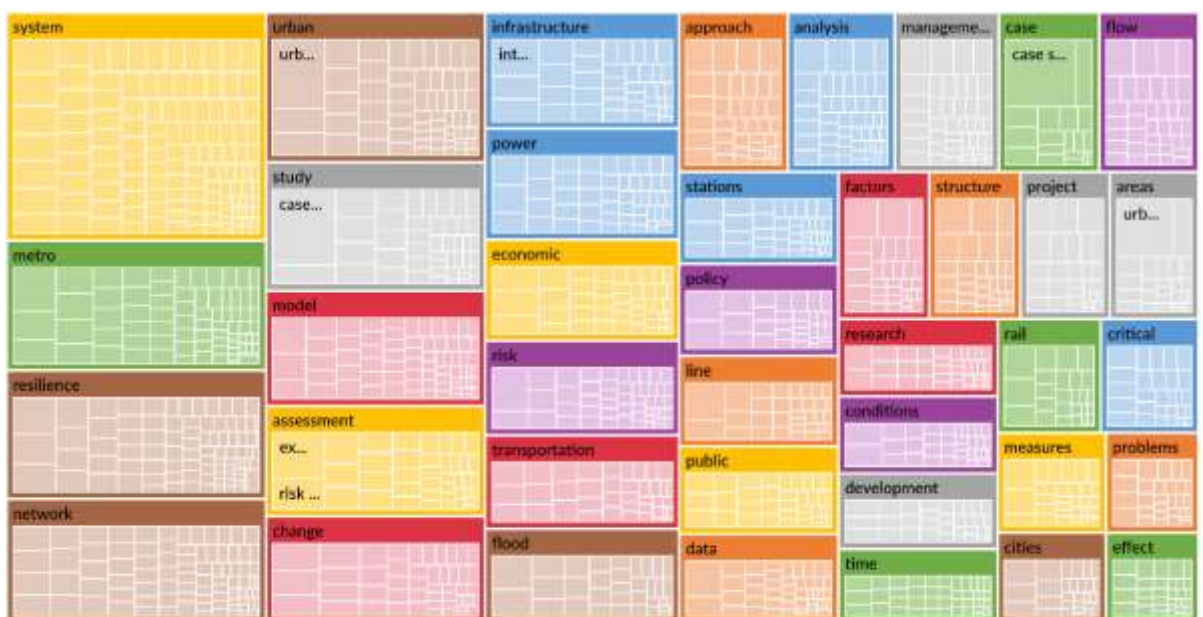 system
metro
resilience
network
urban
urb...
study
case...
model
assessment
ex...
risk ...
change
infrastructure
int...
power
economic
risk
transportation
flood
approach
analysis
manageme...
case
case s...
flow
stations
policy
line
public
data
factors
structure
project
areas
urb...
research
conditions
development
time
rail
critical
measures
problems
cities
effect